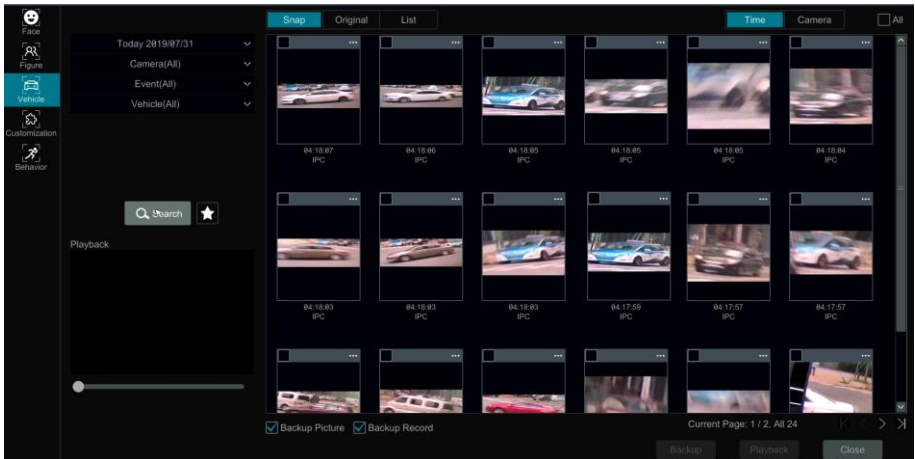 Face
Figure
Vehicle
Customization
Behavior
Today 2019/07/31
Camera(All)
Event(All)
Vehicle(All)
Search
Playback
Snap Original List
Time Camera All
04:18:07 04:18:06 04:18:05 04:18:05 04:18:05 04:18:04
IPC IPC IPC IPC IPC IPC
04:18:03 04:18:03 04:18:03 04:17:59 04:17:57 04:17:57
IPC IPC IPC IPC IPC IPC
Backup Picture Backup Record
Current Page: 1 / 2, All 24
Backup Playback Close